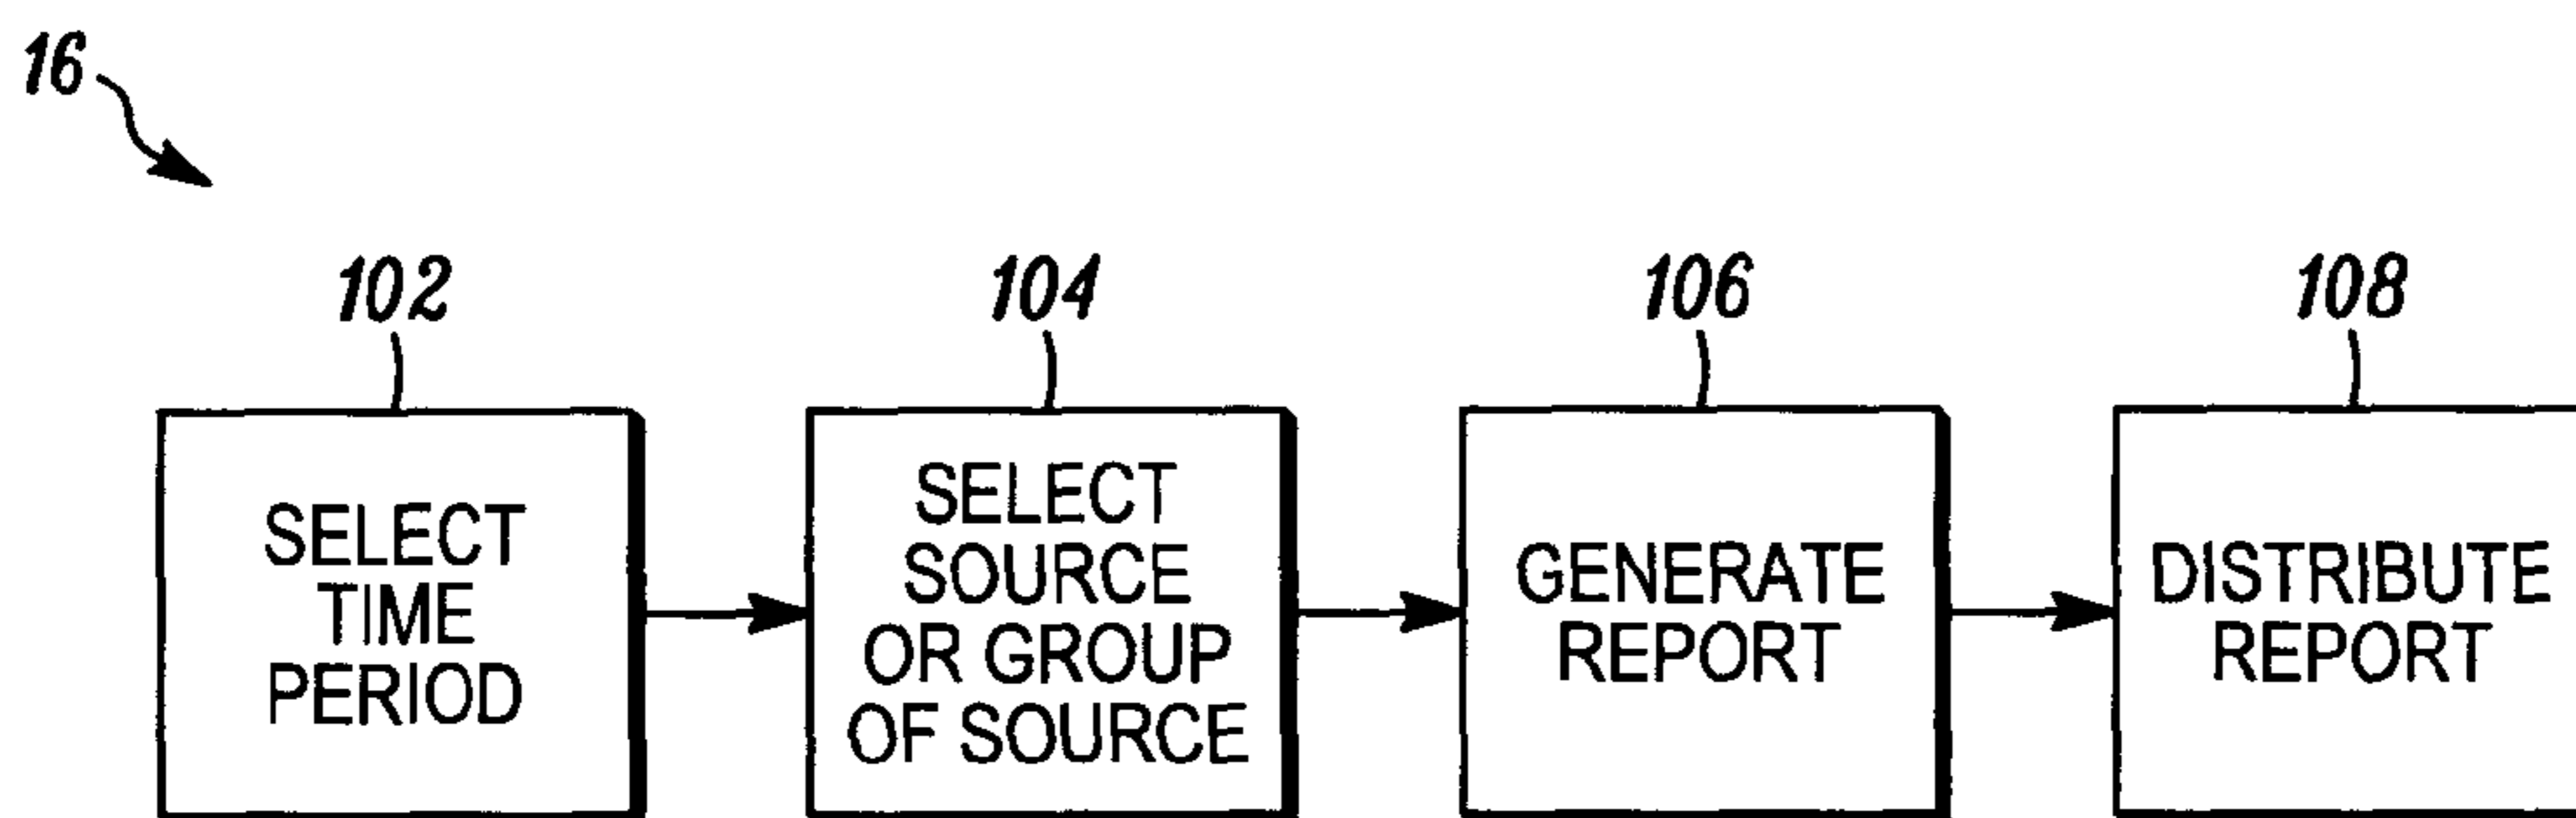 16
102
104
106
108
SELECT
TIME
PERIOD
SELECT
SOURCE
OR GROUP
OF SOURCE
GENERATE
REPORT
DISTRIBUTE
REPORT